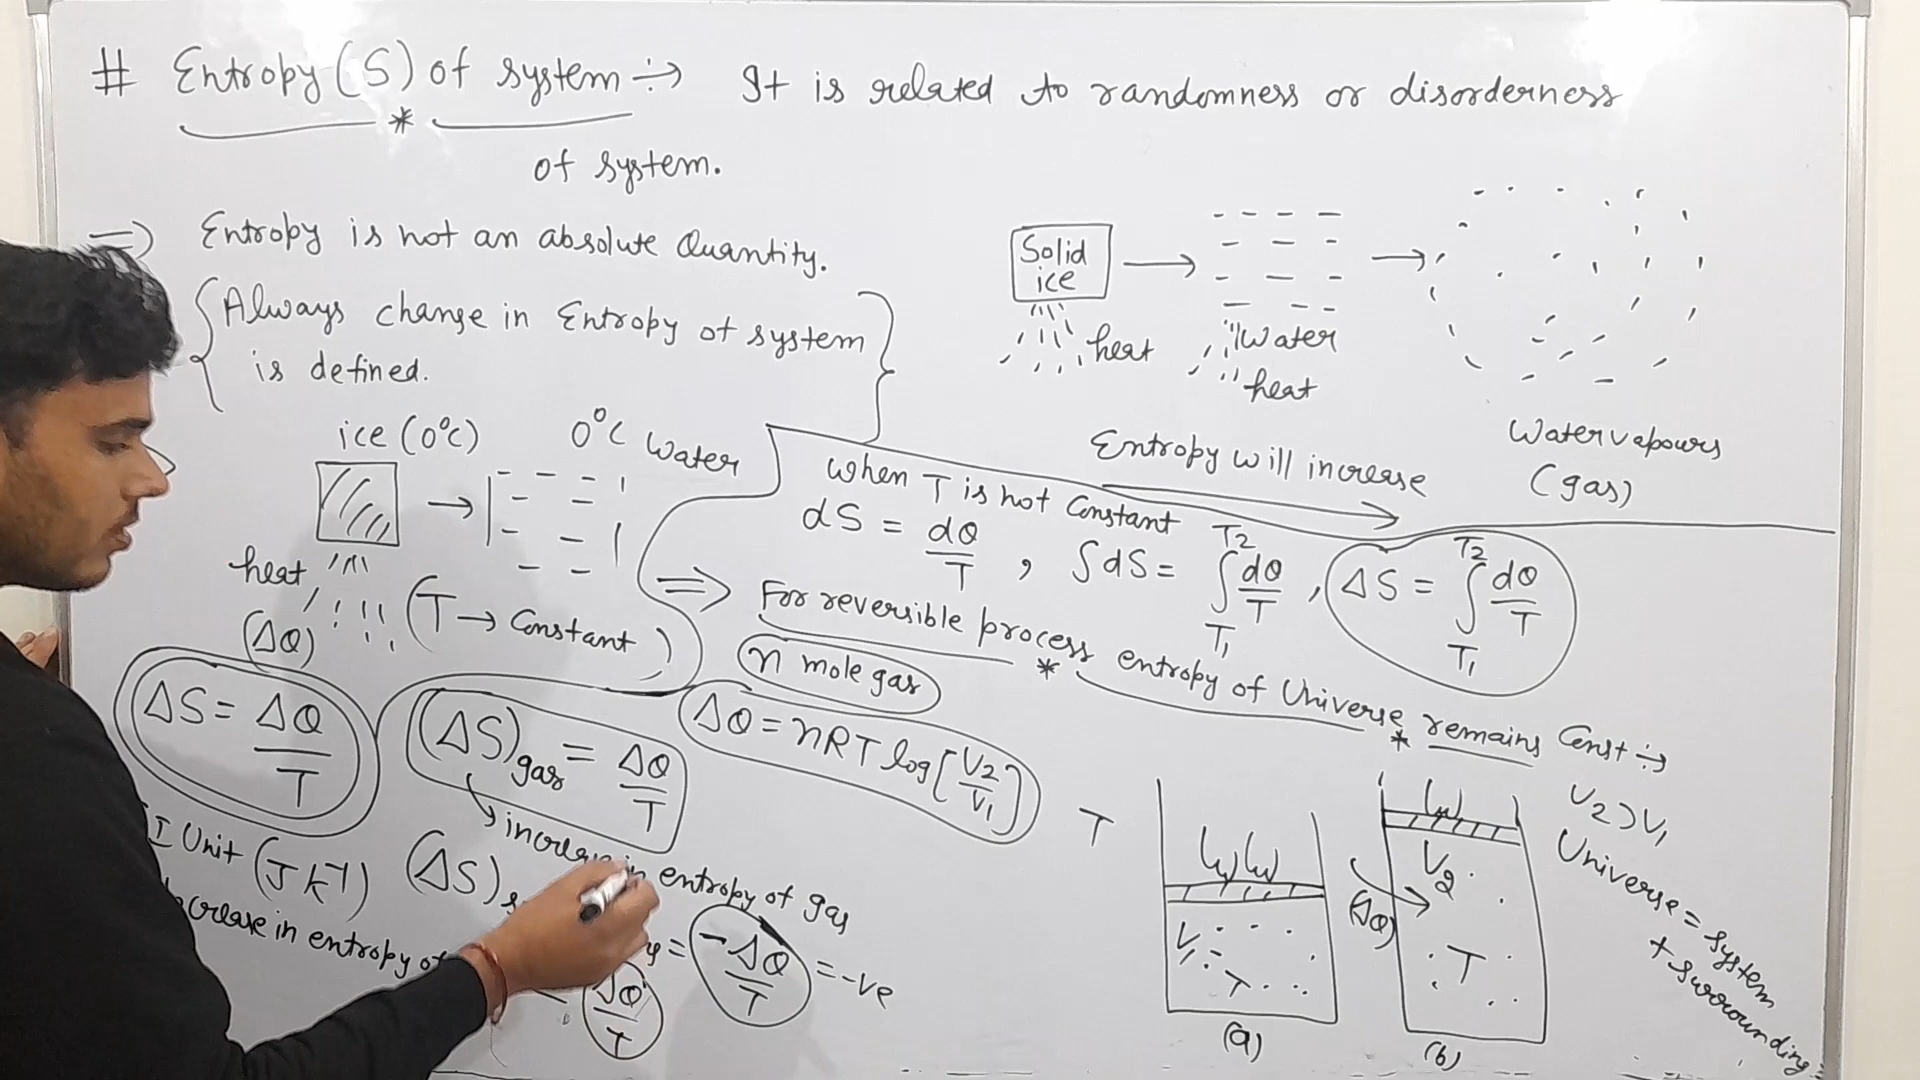 # Entropy (S) of system ÷→ It is related to randomness or disorderness
of system.
⇒ Entropy is not an absolute Quantity.
{Always change in Entropy of system
is defined.}
Solid
ice
heat
Water
heat
Water vapours
(gas)
Entropy will increase
ice (0°C) 0°C Water
heat
(ΔQ)
(T → Constant)
ΔS = ΔQ/T
I Unit (J K⁻¹)
when T is not Constant
dS = dQ/T , ∫dS = ∫T₁T₂ dQ/T , ΔS = ∫T₁T₂ dQ/T
⇒ For reversible process entropy of Universe remains Const ÷→
n mole gas
(ΔS)gas = ΔQ/T
ΔQ = nRT log[V₂/V₁]
increase in entropy of gas
(ΔS)
= -ΔQ/T = -ve
crease in entropy of
= ΔQ/T
T
W W
V₁
T
(a)
(ΔQ)
W
V₂
T
(b)
V₂ > V₁
Universe = system
+ surrounding